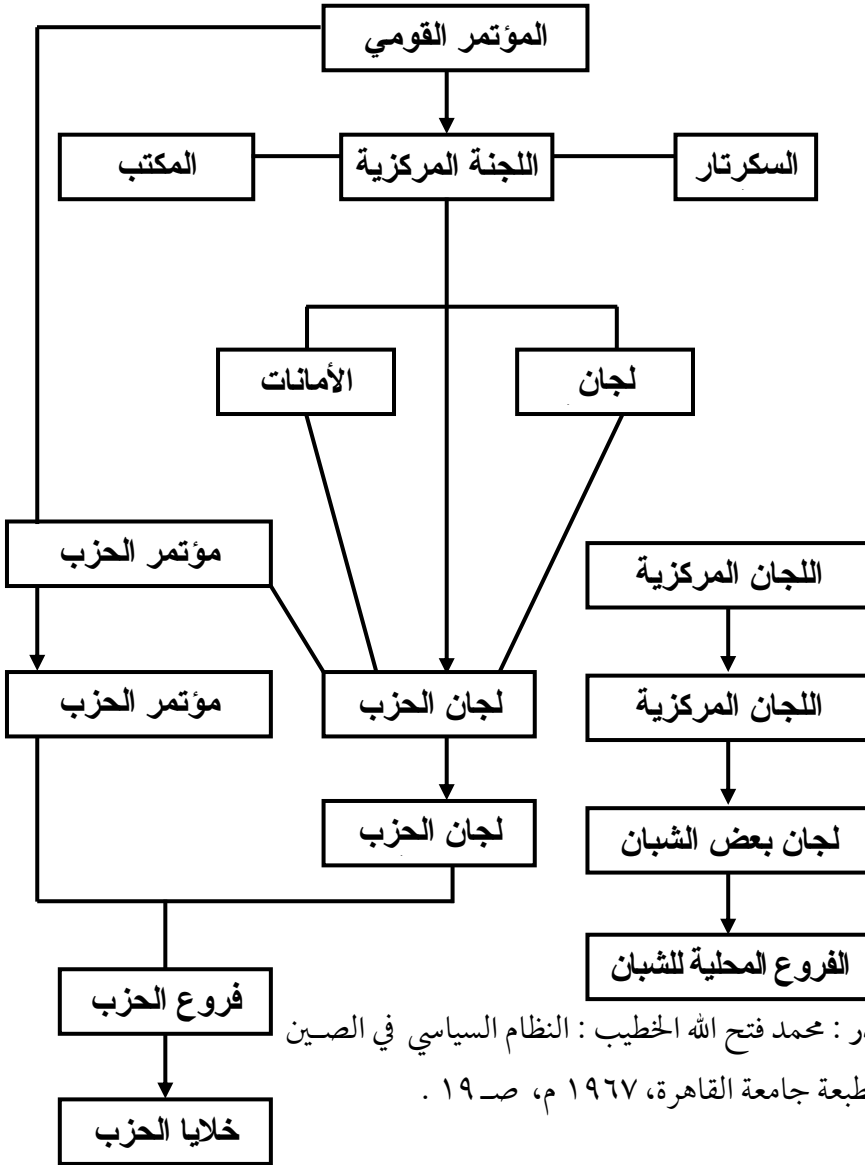 المؤتمر القومي
السكرتار
اللجنة المركزية
المكتب
لجان
الأمانات
مؤتمر الحزب
اللجان المركزية
مؤتمر الحزب
لجان الحزب
اللجان المركزية
لجان الحزب
لجان بعض الشبان
فروع الحزب
الفروع المحلية للشبان
خلايا الحزب
: محمد فتح الله الخطيب : النظام السياسي في الصين
جامعة القاهرة، ١٩٦٧ م، صـ ١٩ .